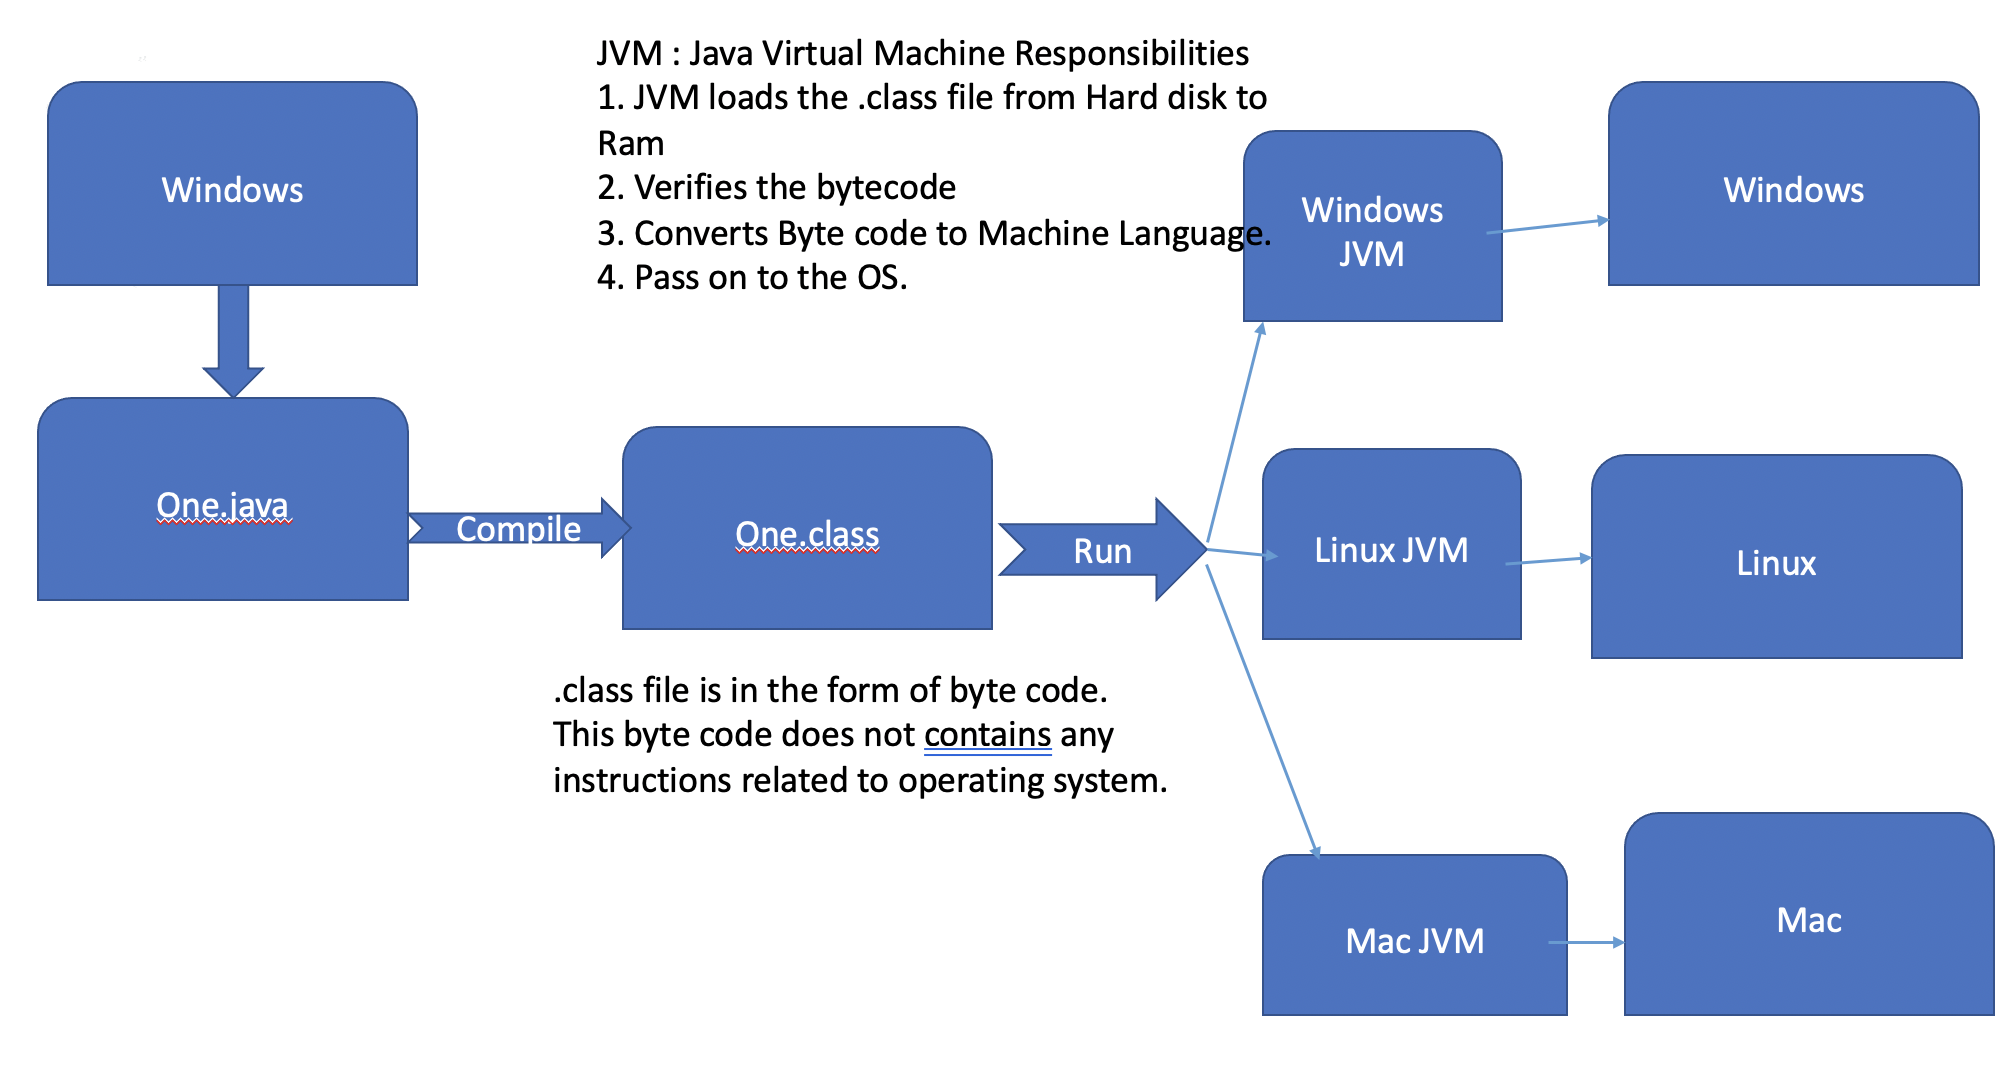 JVM : Java Virtual Machine Responsibilities
1. JVM loads the .class file from Hard disk to
Ram
2. Verifies the bytecode
3. Converts Byte code to Machine Language.
4. Pass on to the OS.
Windows
Windows
JVM
Windows
One.java
Compile
One.class
Run
Linux JVM
Linux
.class file is in the form of byte code.
This byte code does not contains any
instructions related to operating system.
Mac JVM
Mac